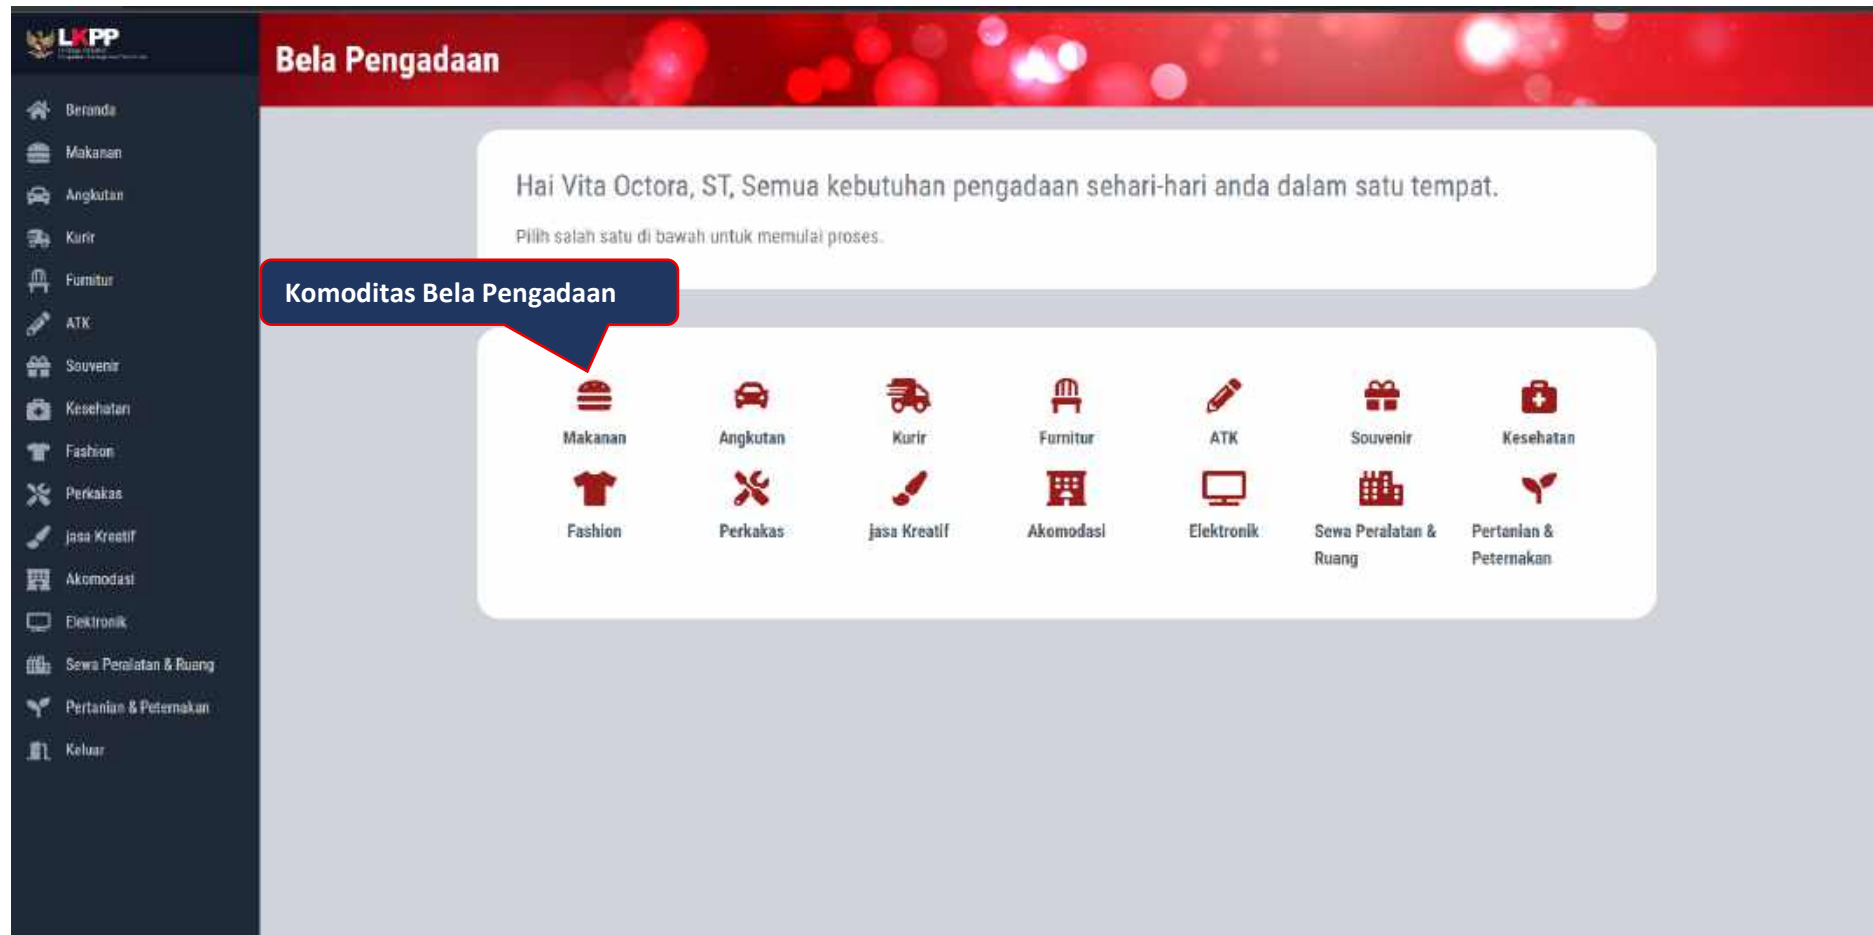 LKPP
Beranda
Makanan
Angkutan
Kurir
Furnitur
ATK
Souvenir
Kesehatan
Fashion
Perkakas
jasa Kreatif
Akomodasi
Elektronik
Sewa Peralatan & Ruang
Pertanian & Peternakan
Keluar
Bela Pengadaan
Hai Vita Octora, ST, Semua kebutuhan pengadaan sehari-hari anda dalam satu tempat.
Pilih salah satu di bawah untuk memulai proses.
Komoditas Bela Pengadaan
Makanan
Angkutan
Kurir
Furnitur
ATK
Souvenir
Kesehatan
Fashion
Perkakas
jasa Kreatif
Akomodasi
Elektronik
Sewa Peralatan &
Ruang
Pertanian &
Peternakan